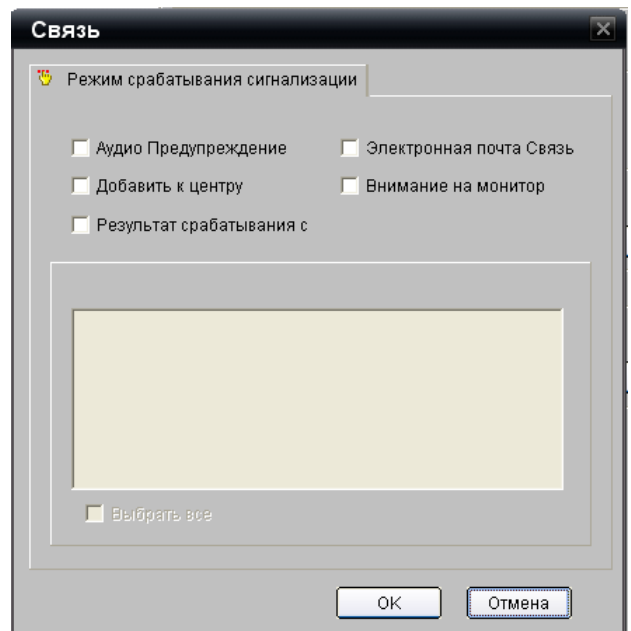 Связь
Режим срабатывания сигнализации
Аудио Предупреждение
Электронная почта Связь
Добавить к центру
Внимание на монитор
Результат срабатывания с
Выбрать все
OK
Отмена